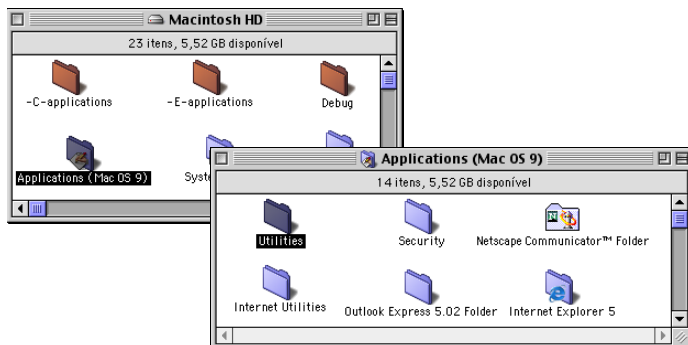 Macintosh HD
23 itens, 5,52 GB disponível
-C-applications
-E-applications
Debug
Applications (Mac OS 9)
Syst
Applications (Mac OS 9)
14 itens, 5,52 GB disponível
Utilities
Security
Netscape Communicator™ Folder
Internet Utilities
Outlook Express 5.02 Folder
Internet Explorer 5